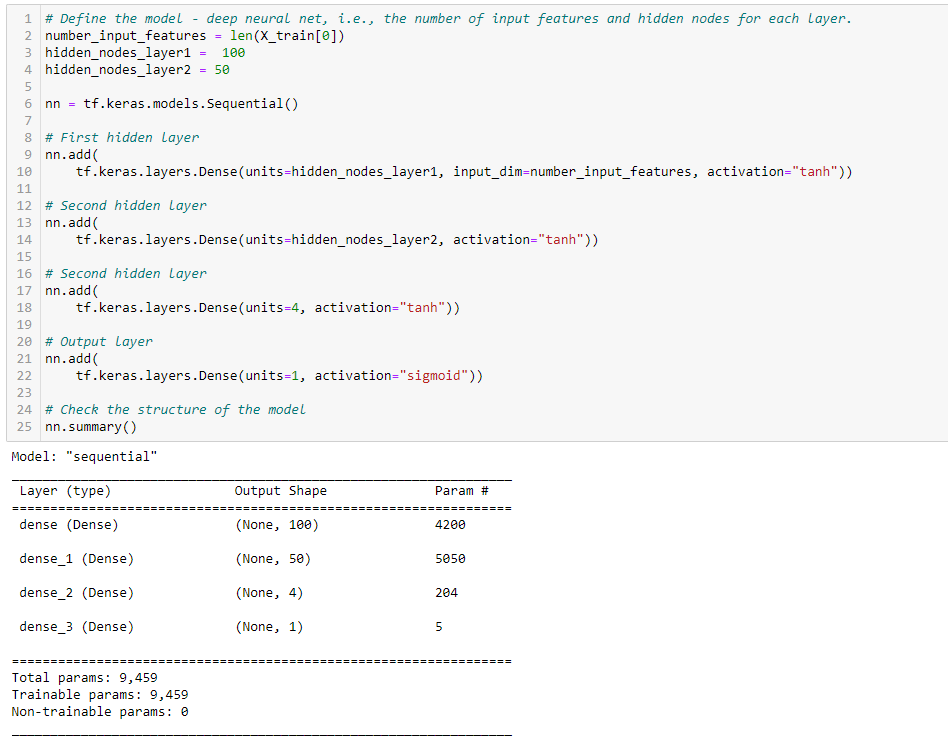 1 # Define the model - deep neural net, i.e., the number of input features and hidden nodes for each layer.
2 number_input_features = len(X_train[0])
3 hidden_nodes_layer1 =  100
4 hidden_nodes_layer2 = 50
5
6 nn = tf.keras.models.Sequential()
7
8 # First hidden layer
9 nn.add(
10     tf.keras.layers.Dense(units=hidden_nodes_layer1, input_dim=number_input_features, activation="tanh"))
11
12 # Second hidden layer
13 nn.add(
14     tf.keras.layers.Dense(units=hidden_nodes_layer2, activation="tanh"))
15
16 # Second hidden layer
17 nn.add(
18     tf.keras.layers.Dense(units=4, activation="tanh"))
19
20 # Output layer
21 nn.add(
22     tf.keras.layers.Dense(units=1, activation="sigmoid"))
23
24 # Check the structure of the model
25 nn.summary()
Model: "sequential"
_________________________________________________________________
Layer (type) Output Shape Param #
=================================================================
dense (Dense) (None, 100) 4200
dense_1 (Dense) (None, 50) 5050
dense_2 (Dense) (None, 4) 204
dense_3 (Dense) (None, 1) 5
=================================================================
Total params: 9,459
Trainable params: 9,459
Non-trainable params: 0
_________________________________________________________________